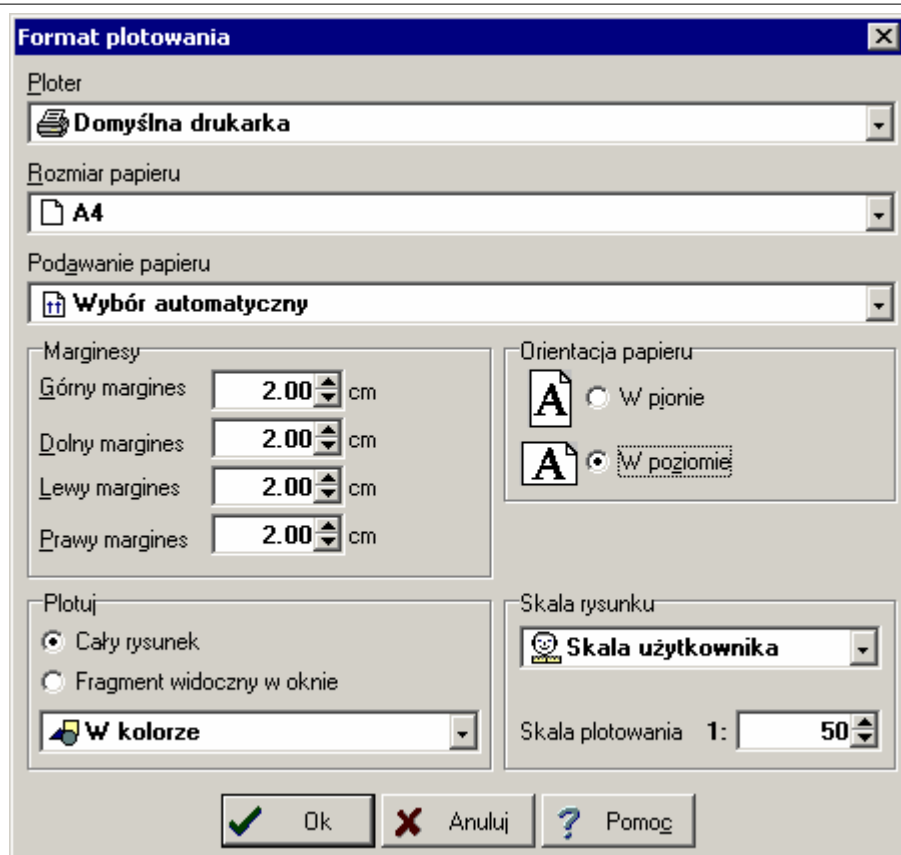 Format plotowania
Ploter
Domyślna drukarka
Rozmiar papieru
A4
Podawanie papieru
Wybór automatyczny
Marginesy
Górny margines 2.00 cm
Dolny margines 2.00 cm
Lewy margines 2.00 cm
Prawy margines 2.00 cm
Orientacja papieru
A W pionie
A W poziomie
Plotuj
Cały rysunek
Fragment widoczny w oknie
W kolorze
Skala rysunku
Skala użytkownika
Skala plotowania 1: 50
Ok Anuluj ? Pomoc